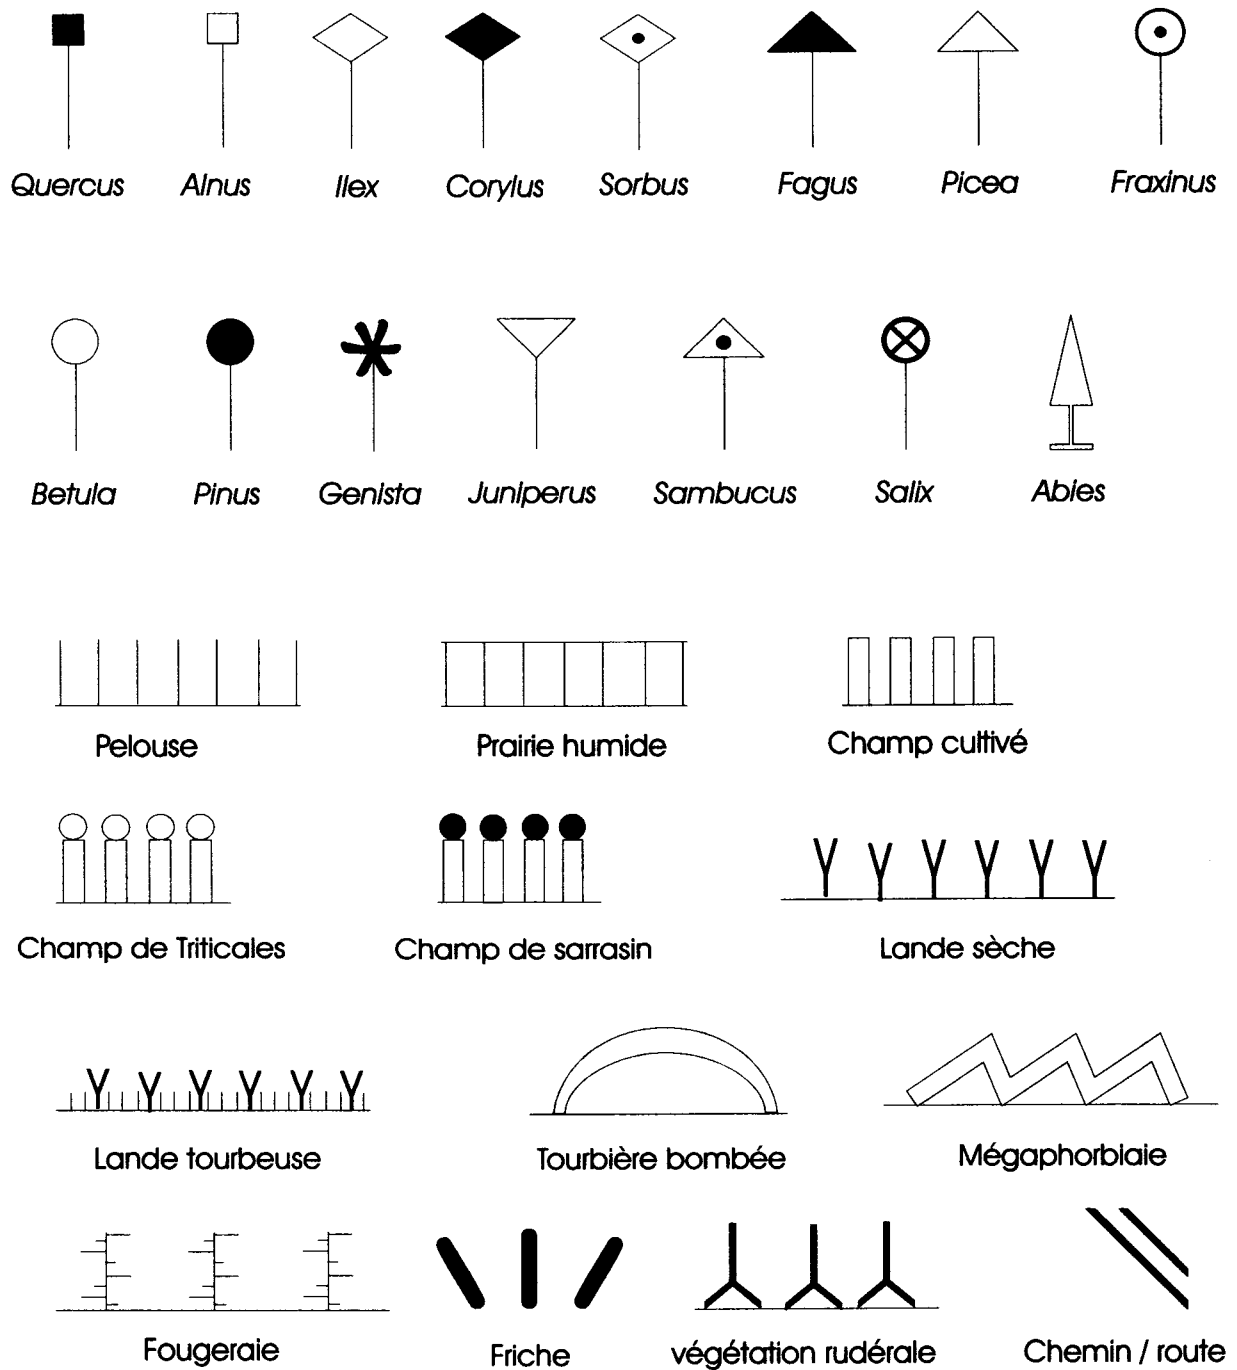 Quercus Alnus Ilex Corylus Sorbus Fagus Picea Fraxinus
Betula Pinus Genista Juniperus Sambucus Salix Abies
Pelouse Prairie humide Champ cultivé
Champ de Triticales Champ de sarrasin Lande sèche
Lande tourbeuse Tourbière bombée Mégaphorbiaie
Fougeraie Friche végétation rudérale Chemin / route